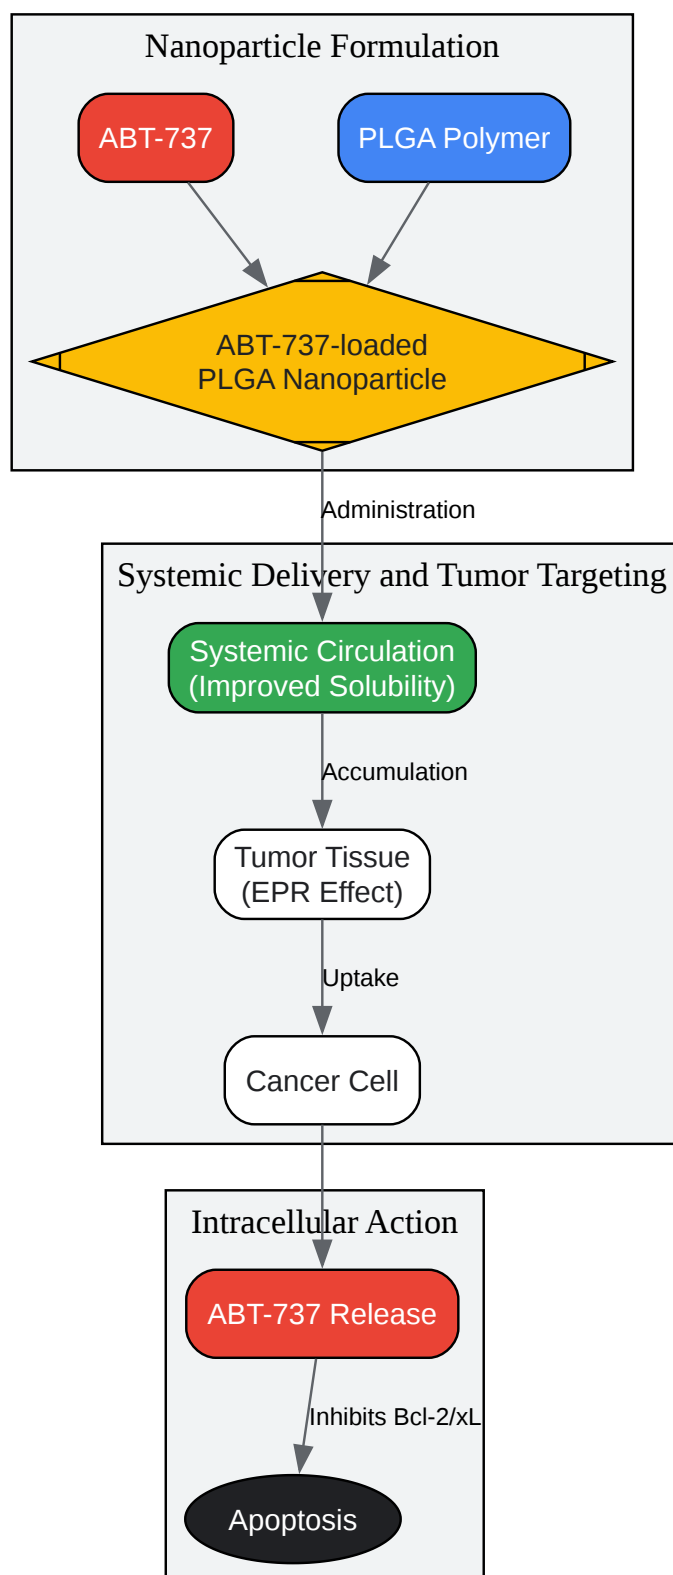 Nanoparticle Formulation
ABT-737
PLGA Polymer
ABT-737-loaded
PLGA Nanoparticle
Administration
Systemic Delivery and Tumor Targeting
Systemic Circulation
(Improved Solubility)
Accumulation
Tumor Tissue
(EPR Effect)
Uptake
Cancer Cell
Intracellular Action
ABT-737 Release
Inhibits Bcl-2/xL
Apoptosis